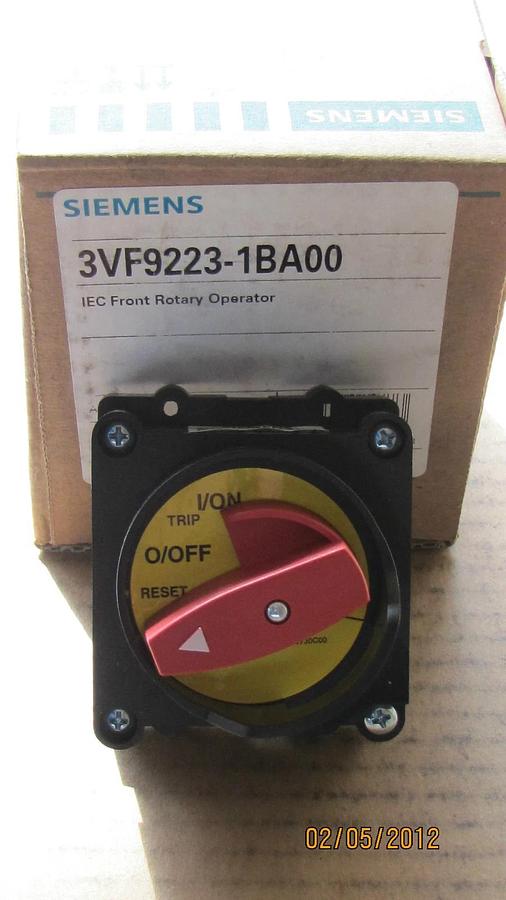 SIEMENS
SIEMENS
3VF9223-1BA00
IEC Front Rotary Operator
I/ON
TRIP
O/OFF
RESET
02/05/2012